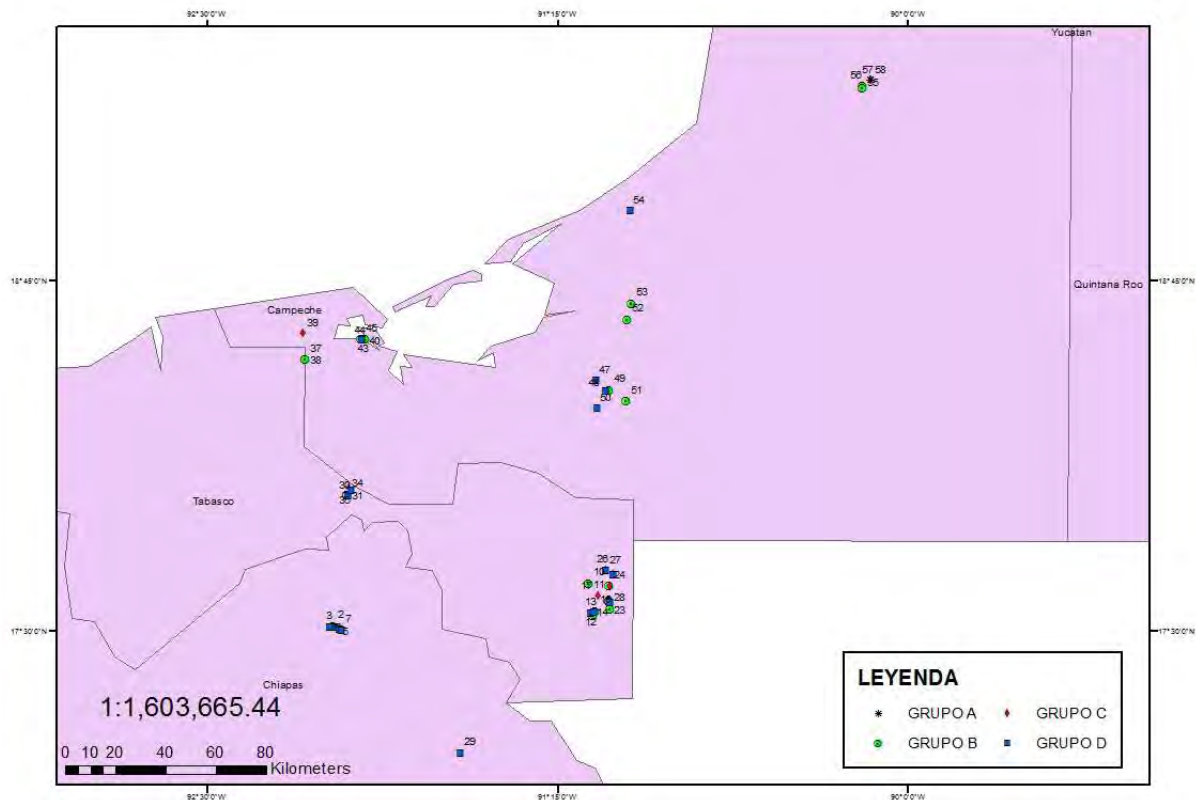 92°30'0"W 91°15'0"W 90°0'0"W
Yucatan
57 58
56
54
18°45'0"N 18°45'0"N
Quintana Roo
53
52
Campeche
39
44 45
40
43
37
38
47
49
50
51
34
31
Tabasco
26 27
10
24
11
13
28
14
23
12
3 2 7
17°30'0"N 17°30'0"N
Chiapas
1:1,603,665.44
29
0 10 20 40 60 80
Kilometers
LEYENDA
GRUPO A GRUPO C
GRUPO B GRUPO D
92°30'0"W 91°15'0"W 90°0'0"W